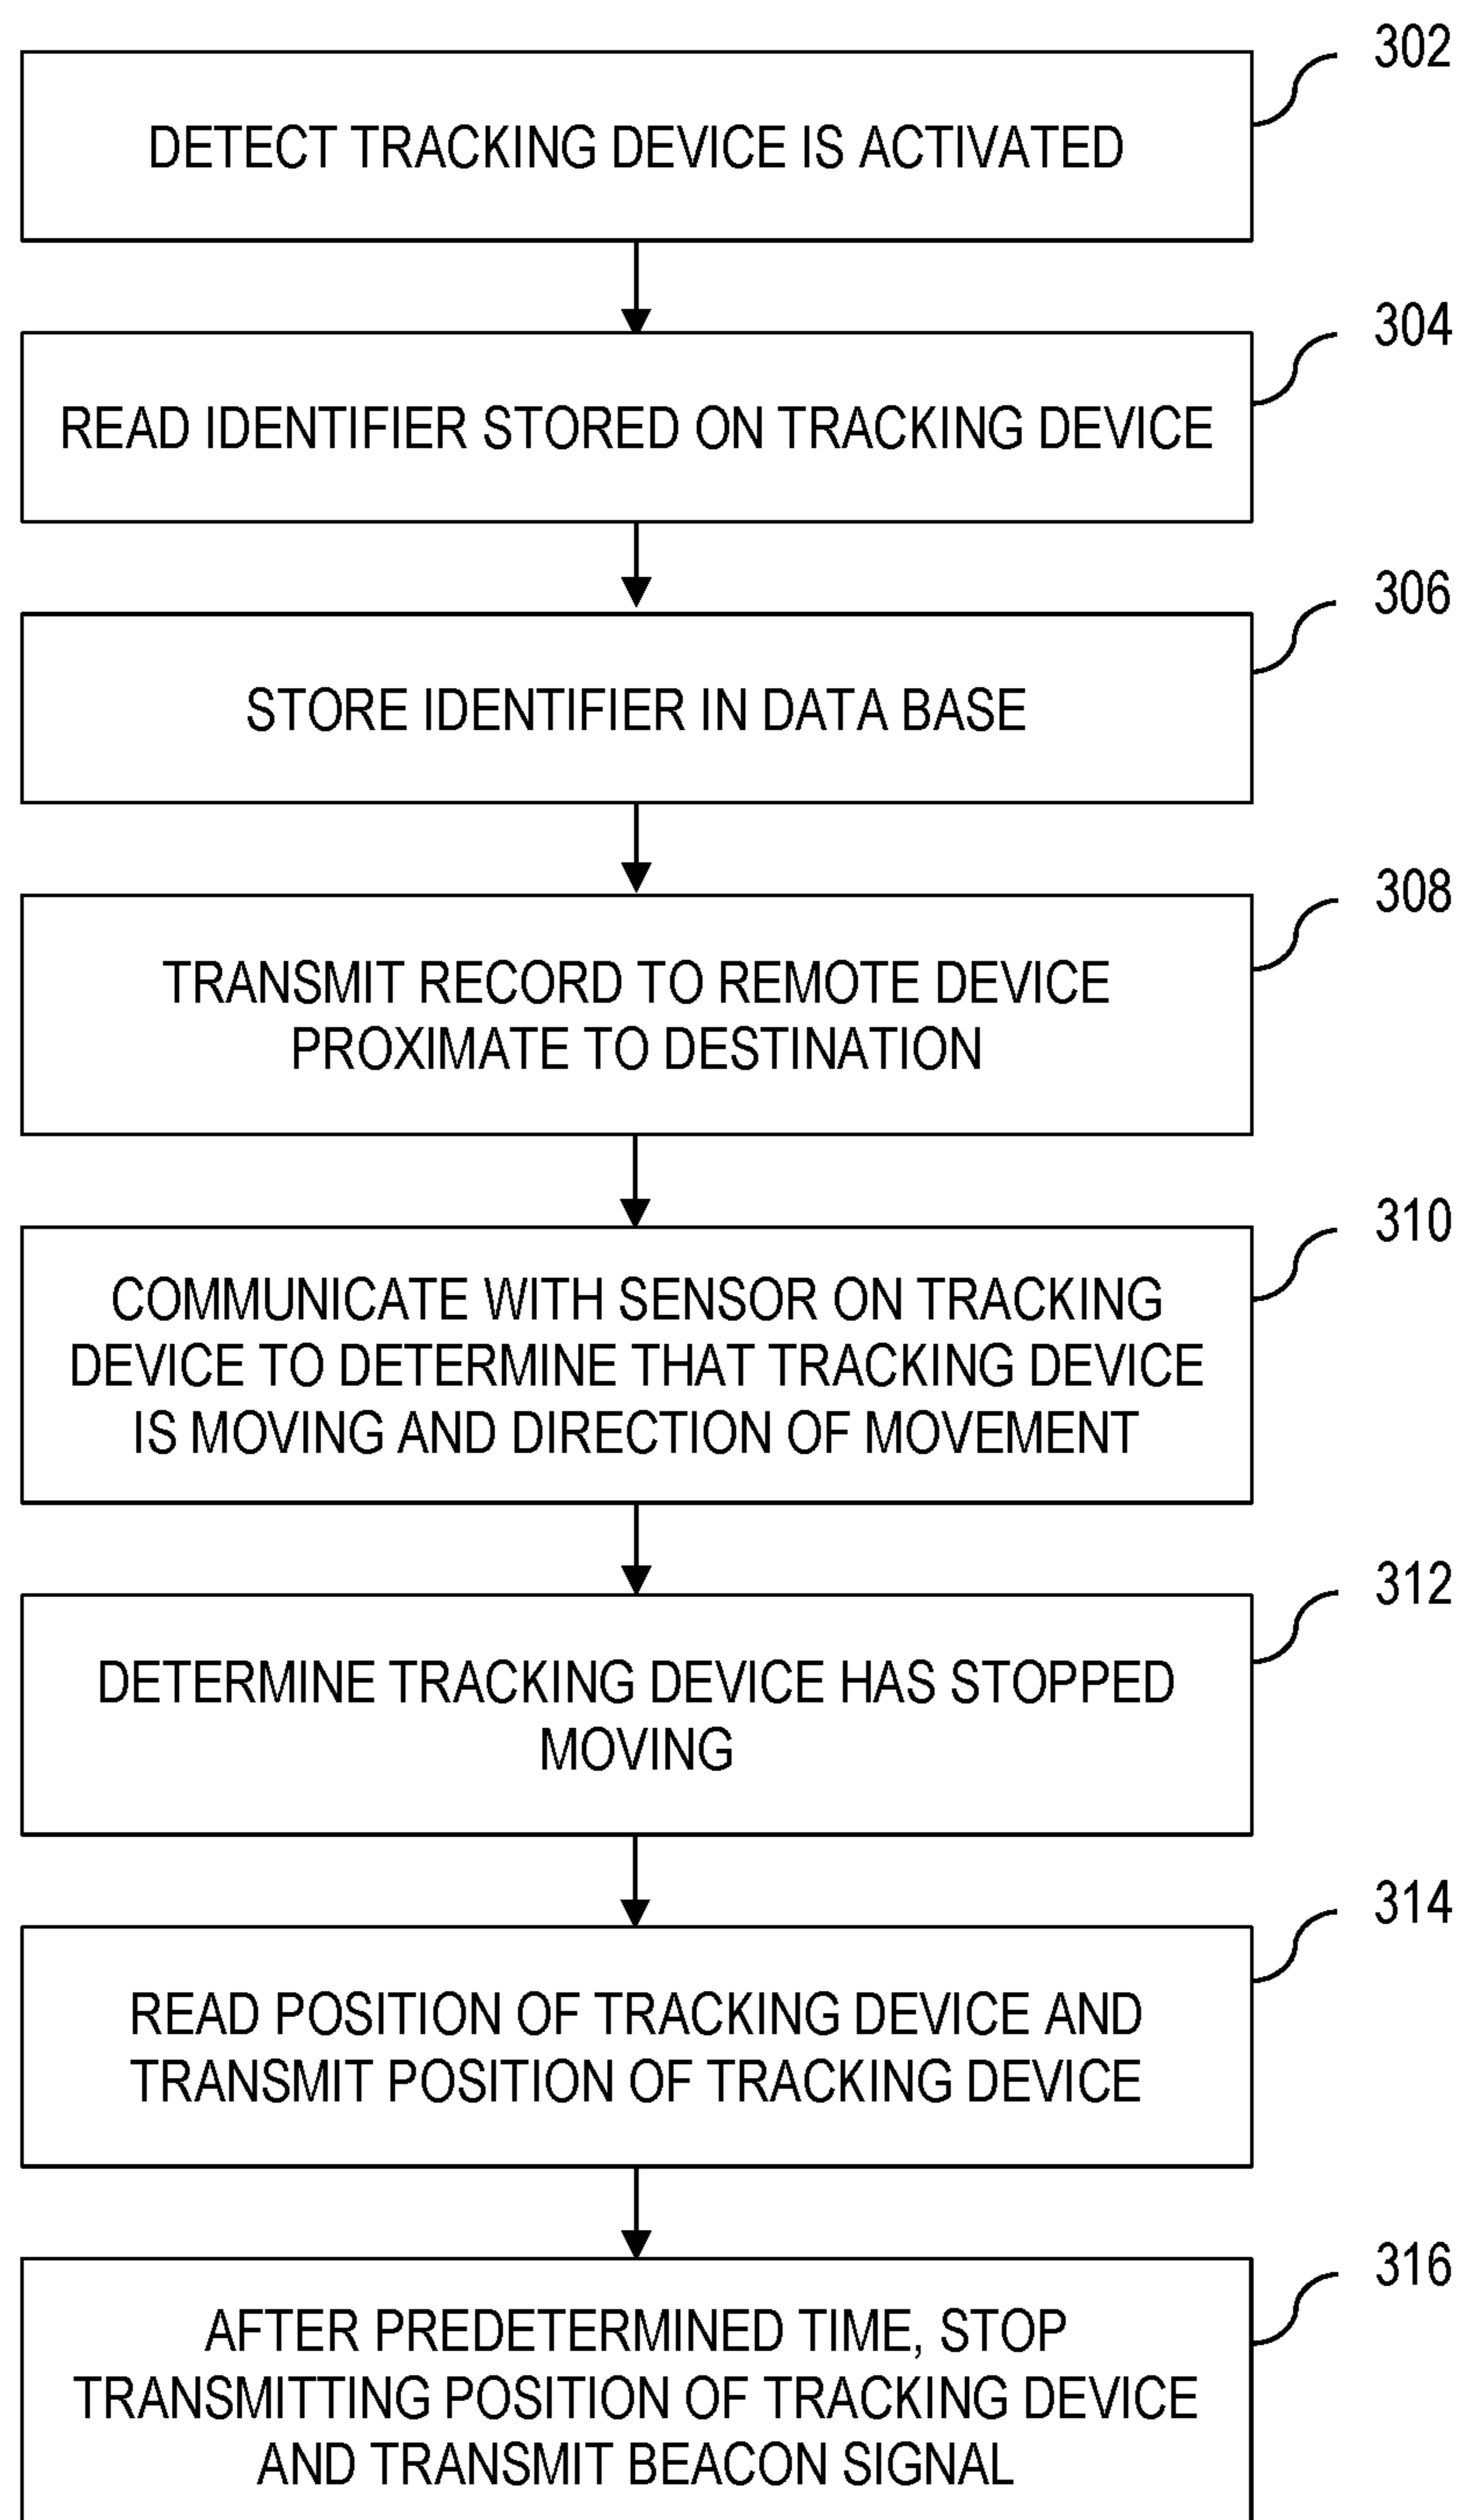 302
DETECT TRACKING DEVICE IS ACTIVATED
304
READ IDENTIFIER STORED ON TRACKING DEVICE
306
STORE IDENTIFIER IN DATA BASE
308
TRANSMIT RECORD TO REMOTE DEVICE
PROXIMATE TO DESTINATION
310
COMMUNICATE WITH SENSOR ON TRACKING
DEVICE TO DETERMINE THAT TRACKING DEVICE
IS MOVING AND DIRECTION OF MOVEMENT
312
DETERMINE TRACKING DEVICE HAS STOPPED
MOVING
314
READ POSITION OF TRACKING DEVICE AND
TRANSMIT POSITION OF TRACKING DEVICE
316
AFTER PREDETERMINED TIME, STOP
TRANSMITTING POSITION OF TRACKING DEVICE
AND TRANSMIT BEACON SIGNAL